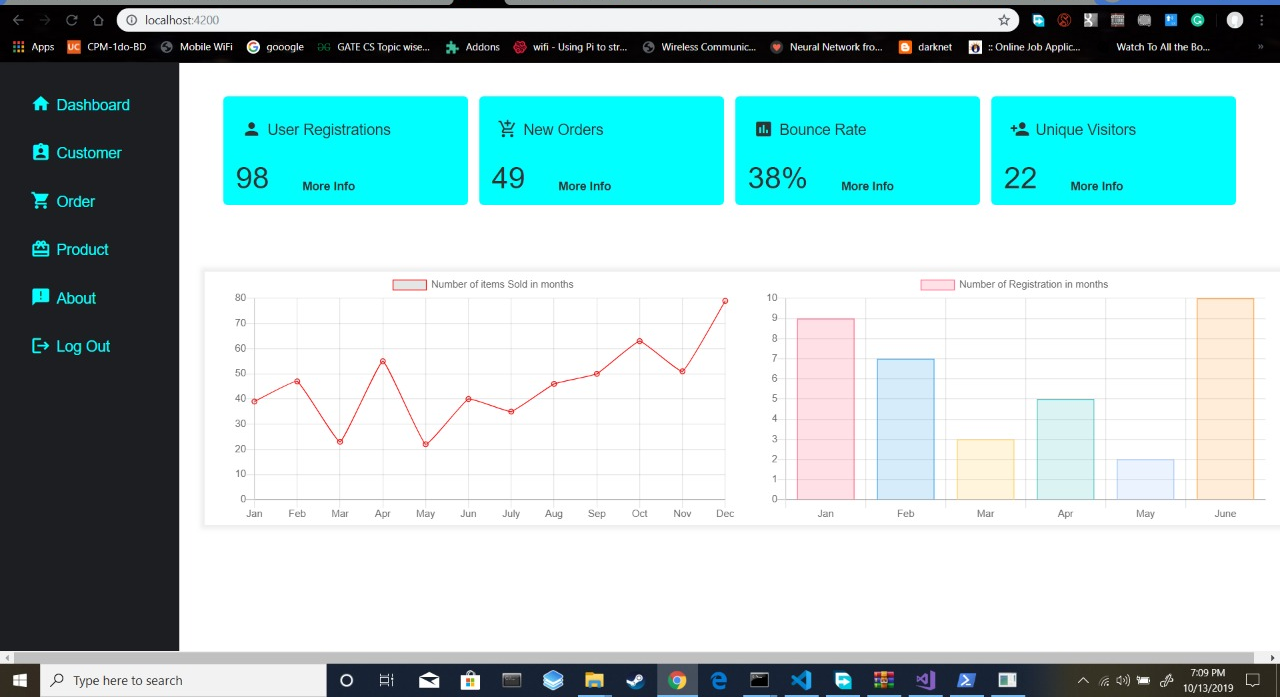 localhost:4200
Apps CPM-1do-BD Mobile WiFi gooogle GATE CS Topic wise... Addons wifi - Using Pi to str... Wireless Communic... Neural Network fro... darknet :: Online Job Applic... Watch To All the Bo... »
Dashboard
Customer
Order
Product
About
Log Out
User Registrations
98 More Info
New Orders
49 More Info
Bounce Rate
38% More Info
Unique Visitors
22 More Info
Number of items Sold in months
80
70
60
50
40
30
20
10
0
Jan Feb Mar Apr May Jun July Aug Sep Oct Nov Dec
Number of Registration in months
10
9
8
7
6
5
4
3
2
1
0
Jan Feb Mar Apr May June
Type here to search
7:09 PM
10/13/2019